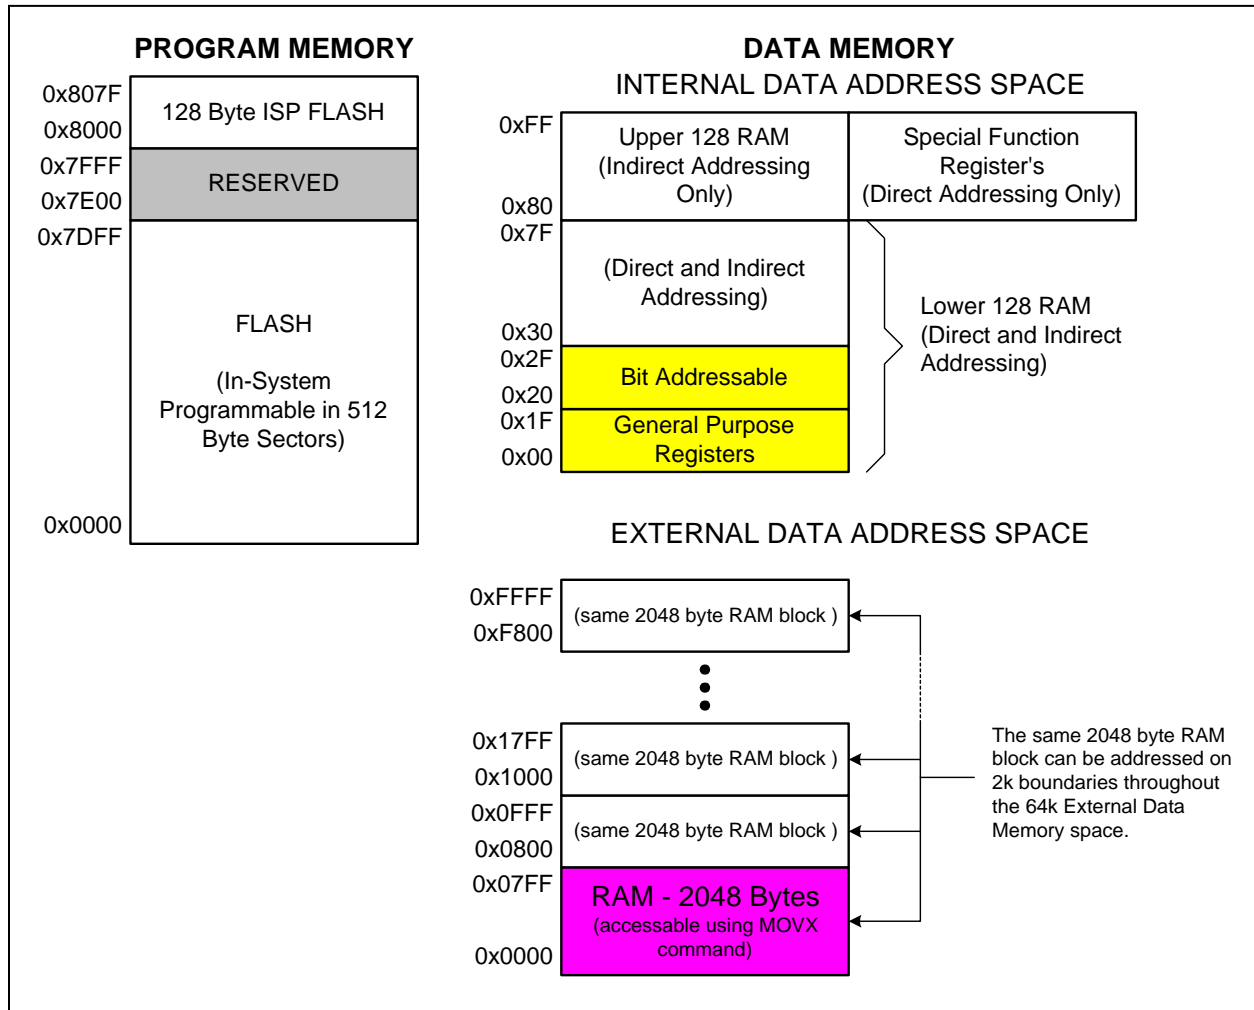 PROGRAM MEMORY
0x807F
0x8000
128 Byte ISP FLASH
0x7FFF
0x7E00
RESERVED
0x7DFF
FLASH
(In-System
Programmable in 512
Byte Sectors)
0x0000
DATA MEMORY
INTERNAL DATA ADDRESS SPACE
0xFF
Upper 128 RAM
(Indirect Addressing
Only)
0x80
Special Function
Register's
(Direct Addressing Only)
0x7F
(Direct and Indirect
Addressing)
0x30
0x2F
Bit Addressable
0x20
0x1F
General Purpose
Registers
0x00
Lower 128 RAM
(Direct and Indirect
Addressing)
EXTERNAL DATA ADDRESS SPACE
0xFFFF
(same 2048 byte RAM block )
0xF800
0x17FF
(same 2048 byte RAM block )
0x1000
0x0FFF
(same 2048 byte RAM block )
0x0800
0x07FF
RAM - 2048 Bytes
(accessable using MOVX
command)
0x0000
The same 2048 byte RAM
block can be addressed on
2k boundaries throughout
the 64k External Data
Memory space.